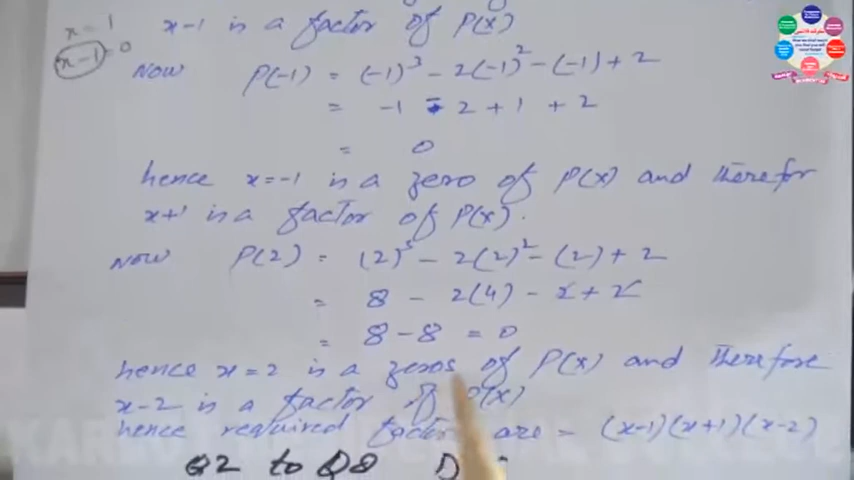 x-1
x-1=0
x-1 is a factor of P(x)
Now P(-1) = (-1)³ - 2(-1)² - (-1) + 2
= -1 - 2 + 1 + 2
= 0
hence x=-1 is a zero of P(x) and therefor
x+1 is a factor of P(x).
Now P(2) = (2)³ - 2(2)² - (2) + 2
= 8 - 2(4) - 2 + 2
= 8-8 = 0
hence x=2 is a zeros of P(x) and therefore
x-2 is a factor of P(x)
hence required factors are = (x-1)(x+1)(x-2)
Q2 to Q8 D